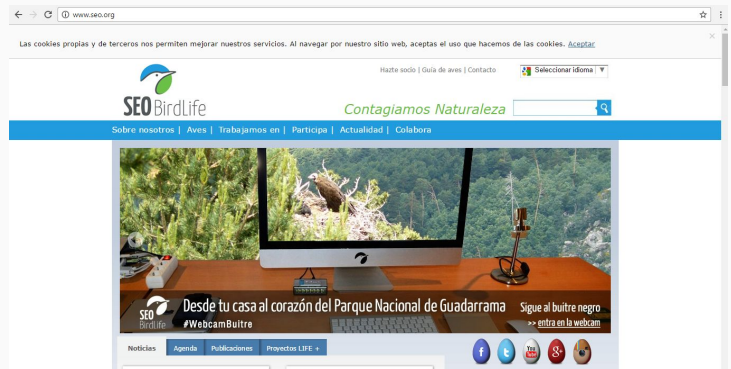 www.seo.org
Las cookies propias y de terceros nos permiten mejorar nuestros servicios. Al navegar por nuestro sitio web, aceptas el uso que hacemos de las cookies. Aceptar
Hazte socio | Guía de aves | Contacto
Seleccionar idioma | ▼
SEO BirdLife
Contagiamos Naturaleza
Sobre nosotros | Aves | Trabajamos en | Participa | Actualidad | Colabora
SEO
BirdLife
Desde tu casa al corazón del Parque Nacional de Guadarrama
#WebcamBuitre
Sigue al buitre negro
>> entra en la webcam
Noticias
Agenda
Publicaciones
Proyectos LIFE +
f
t
You
Tube
g+